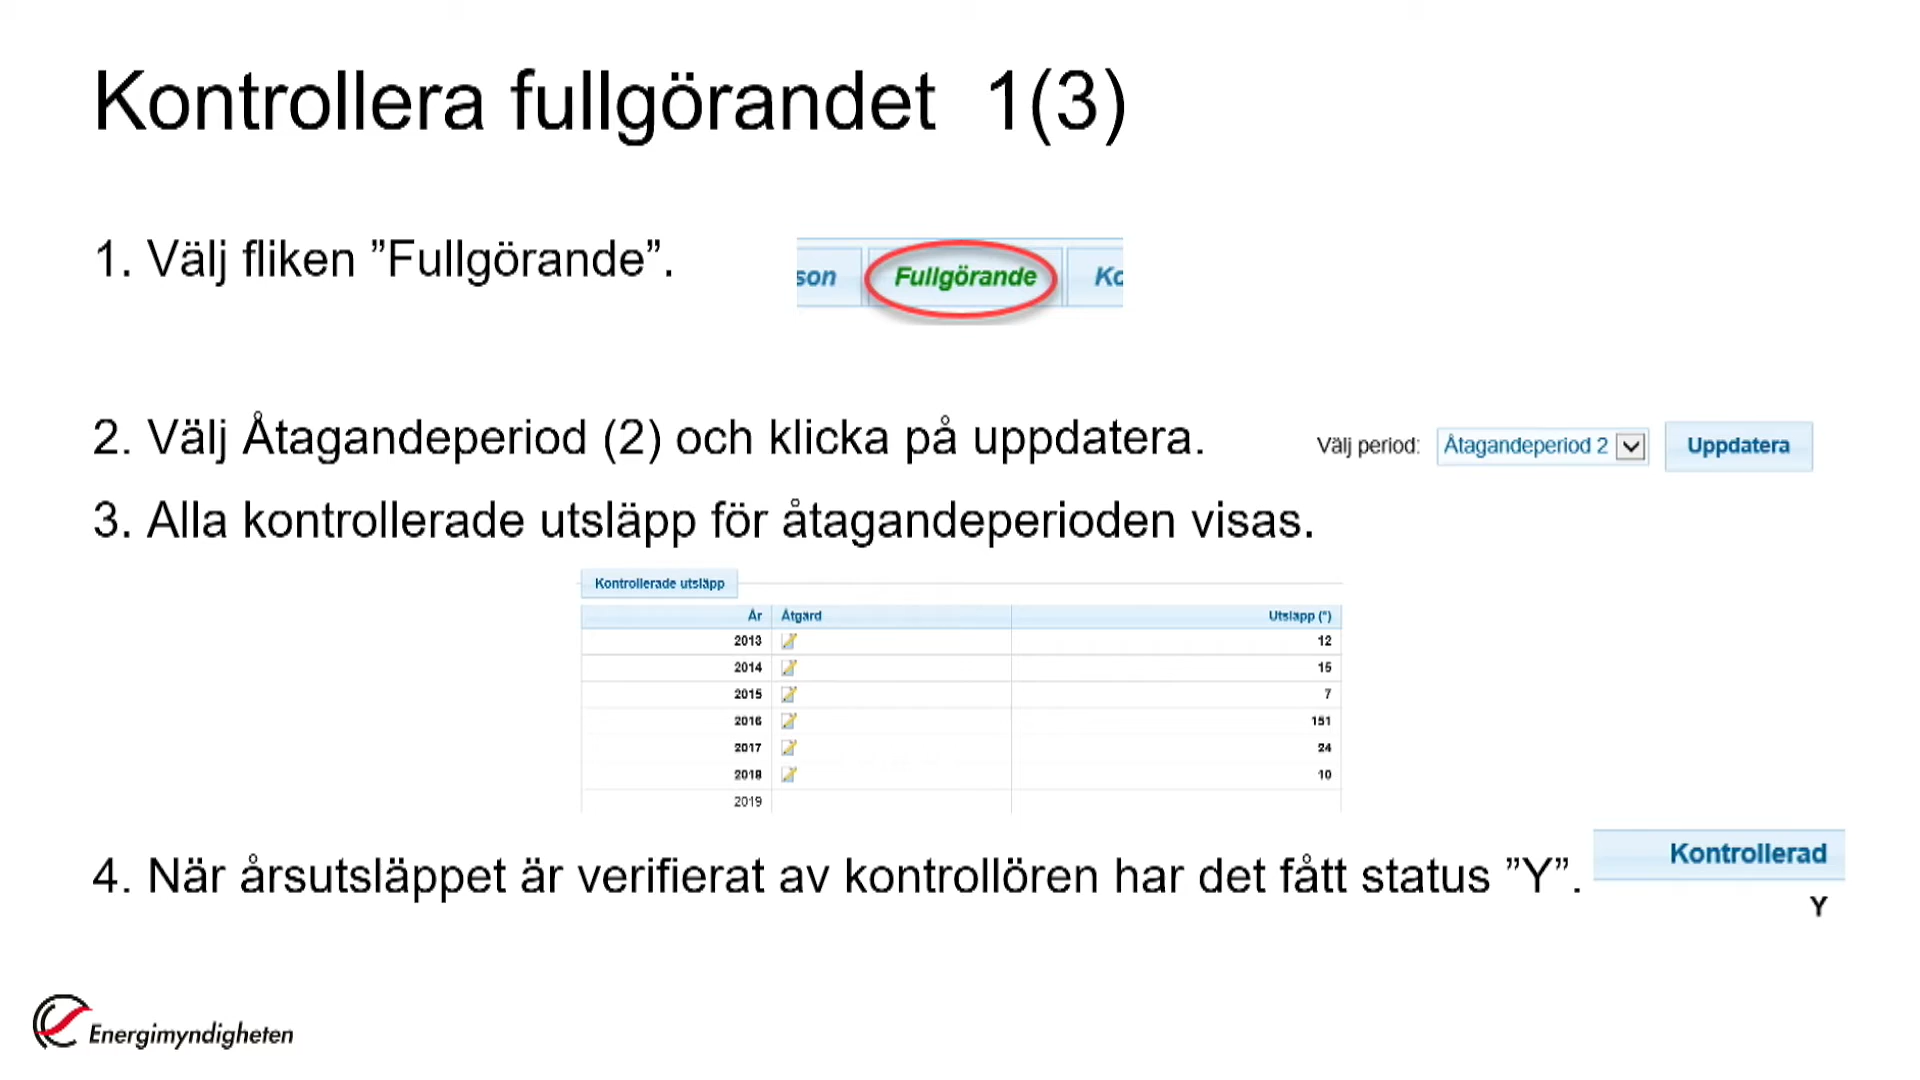 Kontrollera fullgörandet 1(3)
1. Välj fliken ”Fullgörande”.
son Fullgörande Ko
2. Välj Åtagandeperiod (2) och klicka på uppdatera.
Välj period: Åtagandeperiod 2 Uppdatera
3. Alla kontrollerade utsläpp för åtagandeperioden visas.
Kontrollerade utsläpp
År Åtgärd Utsläpp (*)
2013 12
2014 15
2015 7
2016 151
2017 24
2018 10
2019
4. När årsutsläppet är verifierat av kontrollören har det fått status ”Y”.
Kontrollerad
Y
Energimyndigheten